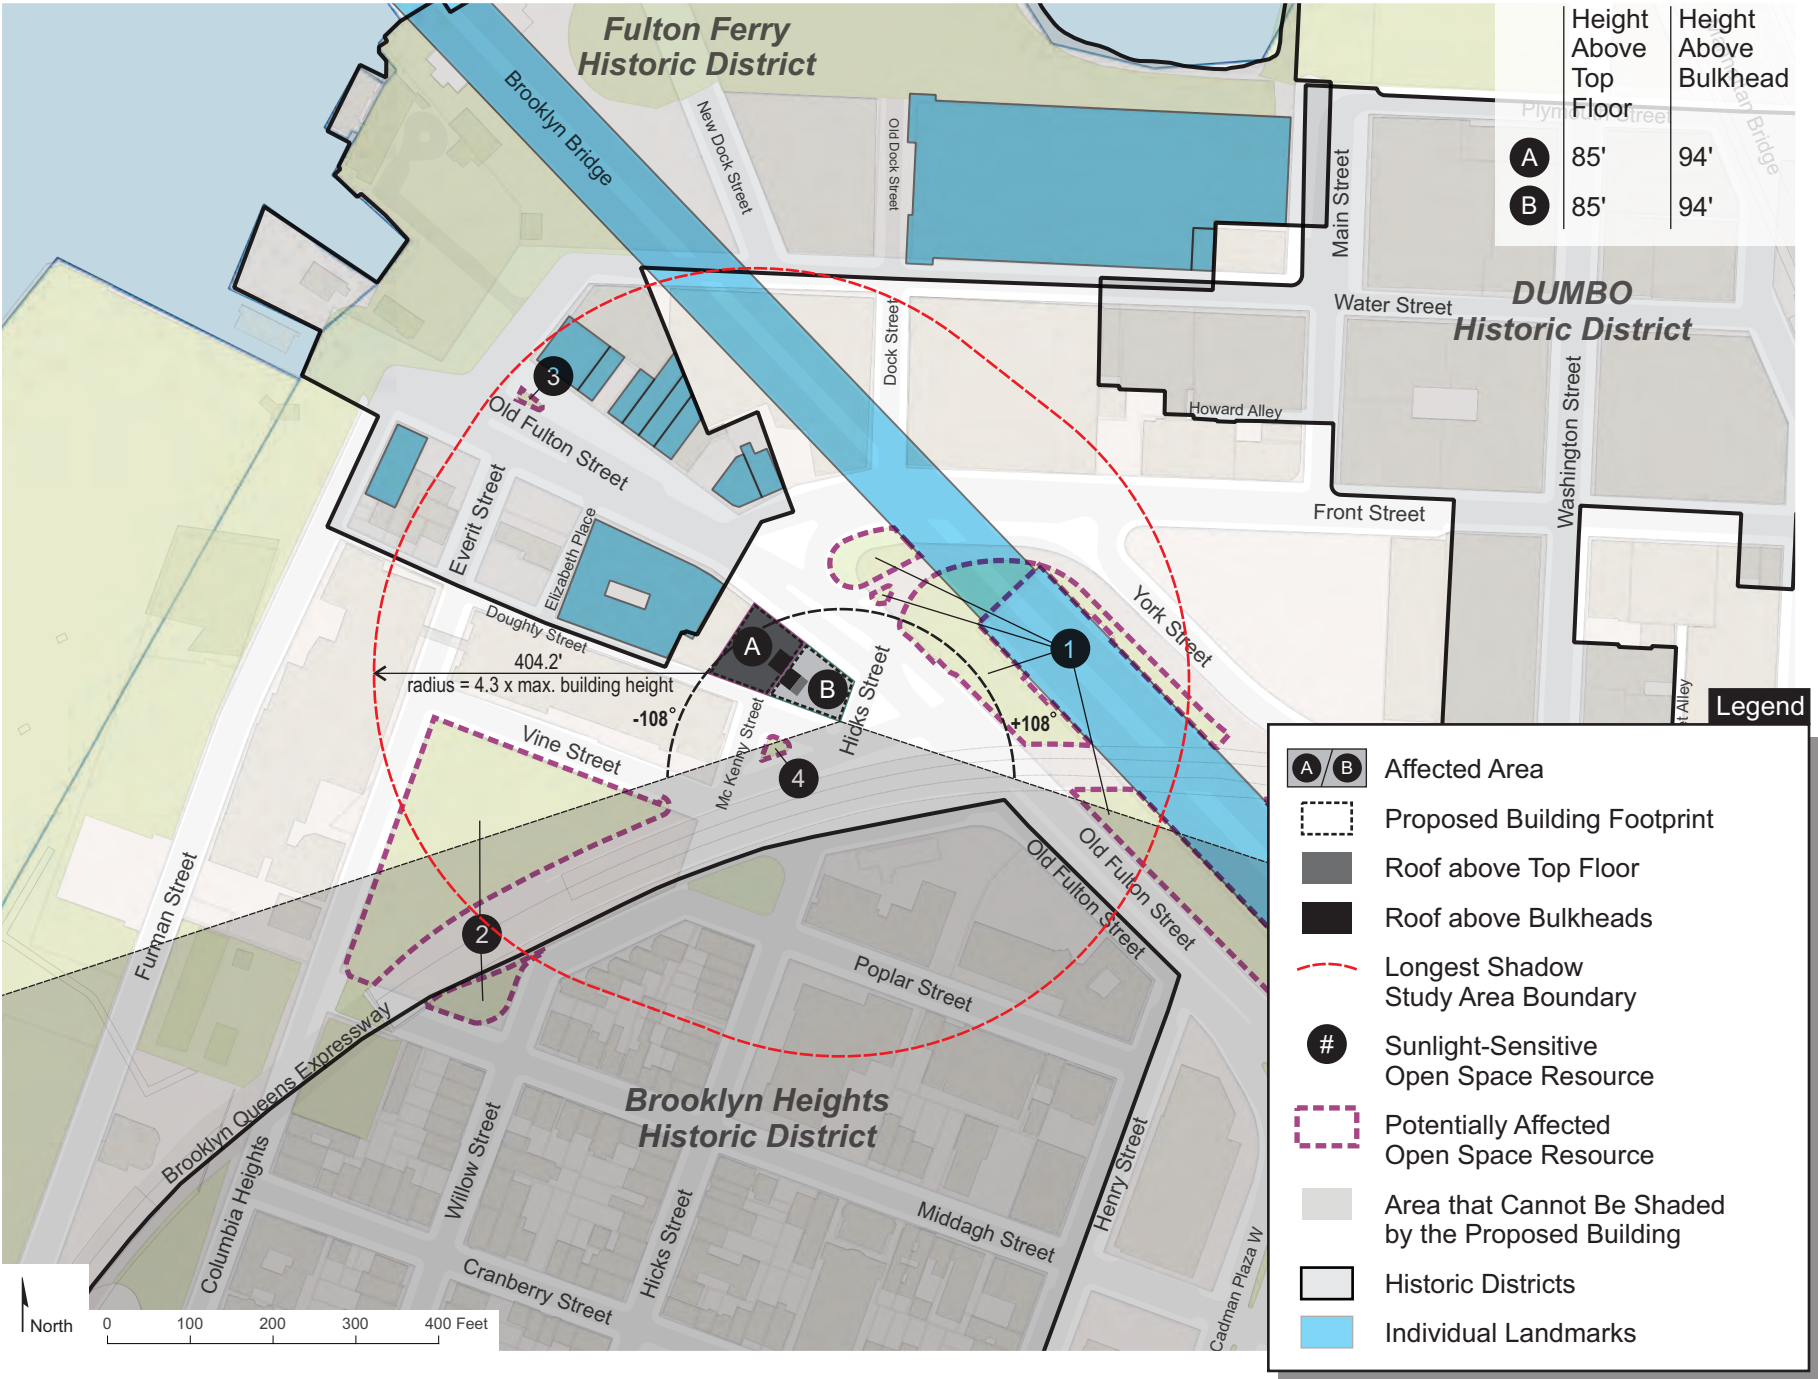 Fulton Ferry
Historic District
Height
Above
Top
Floor
Height
Above
Bulkhead
A
85'
94'
B
85'
94'
Plymouth Street
Brooklyn Bridge
New Dock Street
Old Dock Street
Main Street
DUMBO
Historic District
Water Street
Dock Street
Washington Street
Howard Alley
Front Street
3
Old Fulton Street
Everit Street
Elizabeth Place
Doughty Street
York Street
A
B
1
404.2'
radius = 4.3 x max. building height
-108°
+108°
Hicks Street
Mc Kenny Street
Vine Street
4
2
Furman Street
Old Fulton Street
Old Fulton Street
Poplar Street
Brooklyn Queens Expressway
Brooklyn Heights
Historic District
Columbia Heights
Willow Street
Hicks Street
Henry Street
Middagh Street
Cranberry Street
Cadman Plaza W
North
0 100 200 300 400 Feet
Legend
A / B Affected Area
Proposed Building Footprint
Roof above Top Floor
Roof above Bulkheads
Longest Shadow
Study Area Boundary
# Sunlight-Sensitive
Open Space Resource
Potentially Affected
Open Space Resource
Area that Cannot Be Shaded
by the Proposed Building
Historic Districts
Individual Landmarks